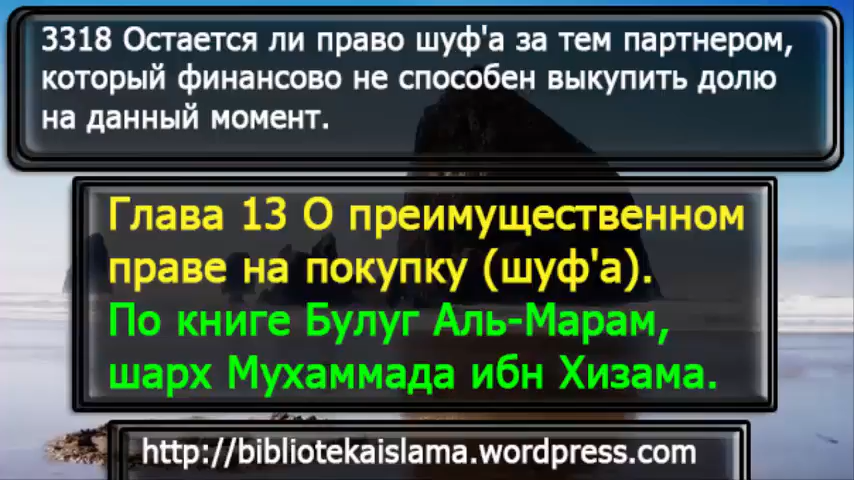 3318 Остается ли право шуф'а за тем партнером,
который финансово не способен выкупить долю
на данный момент.
Глава 13 О преимущественном
праве на покупку (шуф'а).
По книге Булуг Аль-Марам,
шарх Мухаммада ибн Хизама.
http://bibliotekaislama.wordpress.com